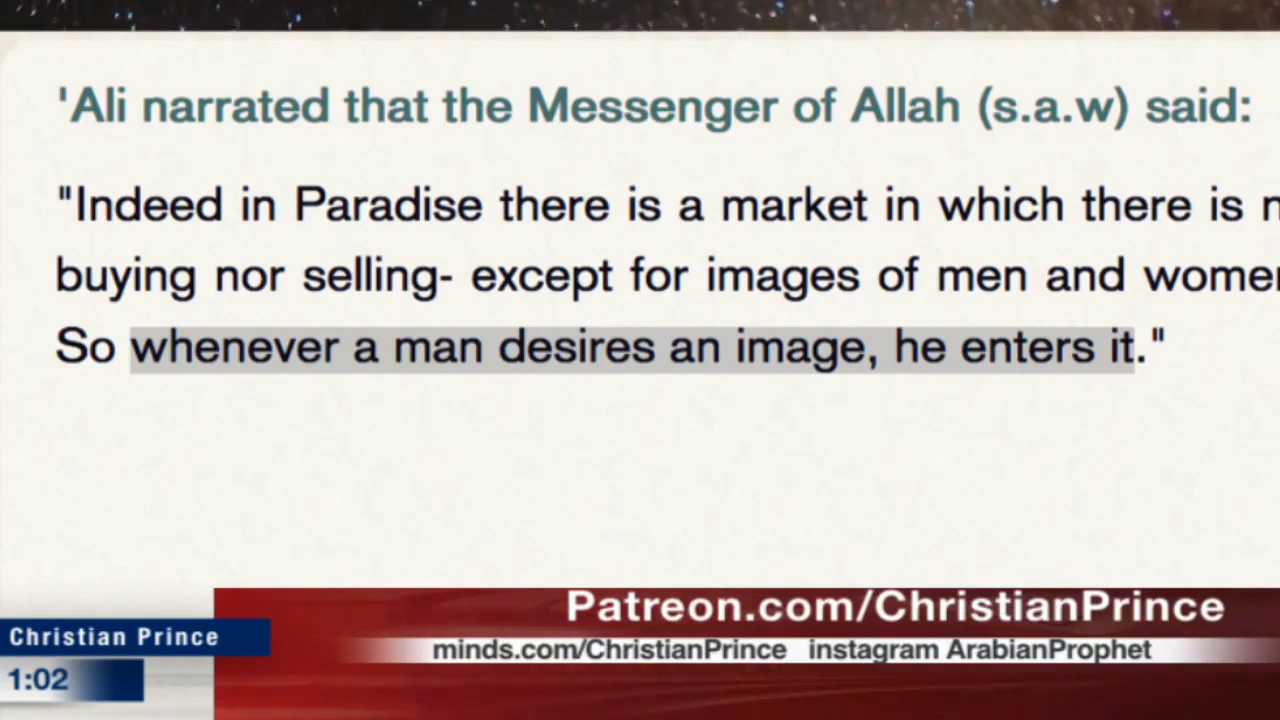 'Ali narrated that the Messenger of Allah (s.a.w) said:
"Indeed in Paradise there is a market in which there is
buying nor selling- except for images of men and
So whenever a man desires an image, he enters it."
Patreon.com/ChristianPrince
Christian Prince
minds.com/ChristianPrince instagram ArabianProphet
1:02